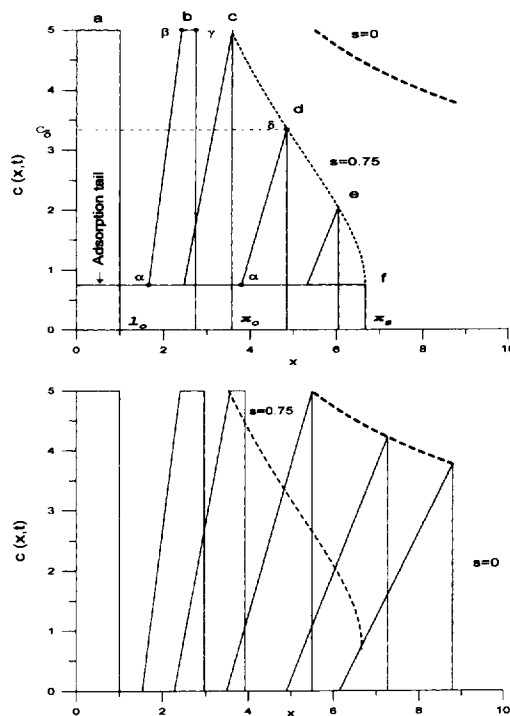 a b c s=0
β γ
5
d
4
C_δ δ
s=0.75
3
c (x,t)
Adsorption tail
e
2
1
α α f
l_o x_o x_s
0
0 2 4 6 8 10
x
5
s=0.75
4
3
c (x,t)
2
s=0
1
0
0 2 4 6 8 10
x